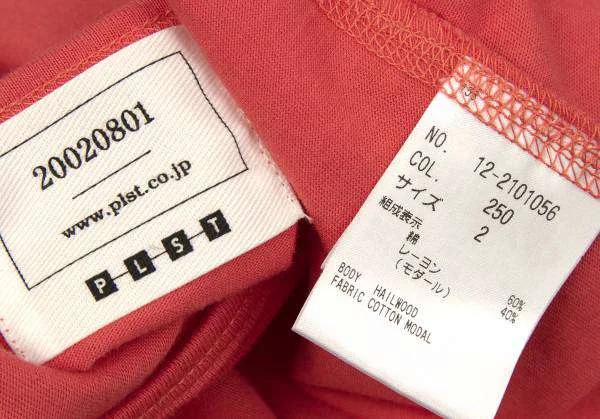 20020801
www.plst.co.jp
PLST
NO. 12-2101056
COL. 250
サイズ 2
組成表示
綿 60%
レーヨン 40%
(モダール)
BODY HAILWOOD
FABRIC COTTON MODAL